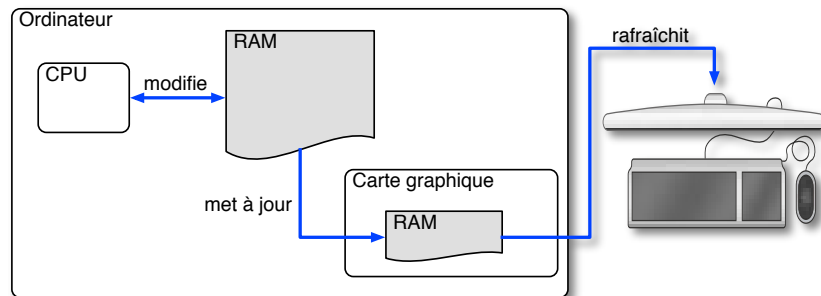 Ordinateur
RAM
rafraîchit
CPU
modifie
Carte graphique
met à jour
RAM